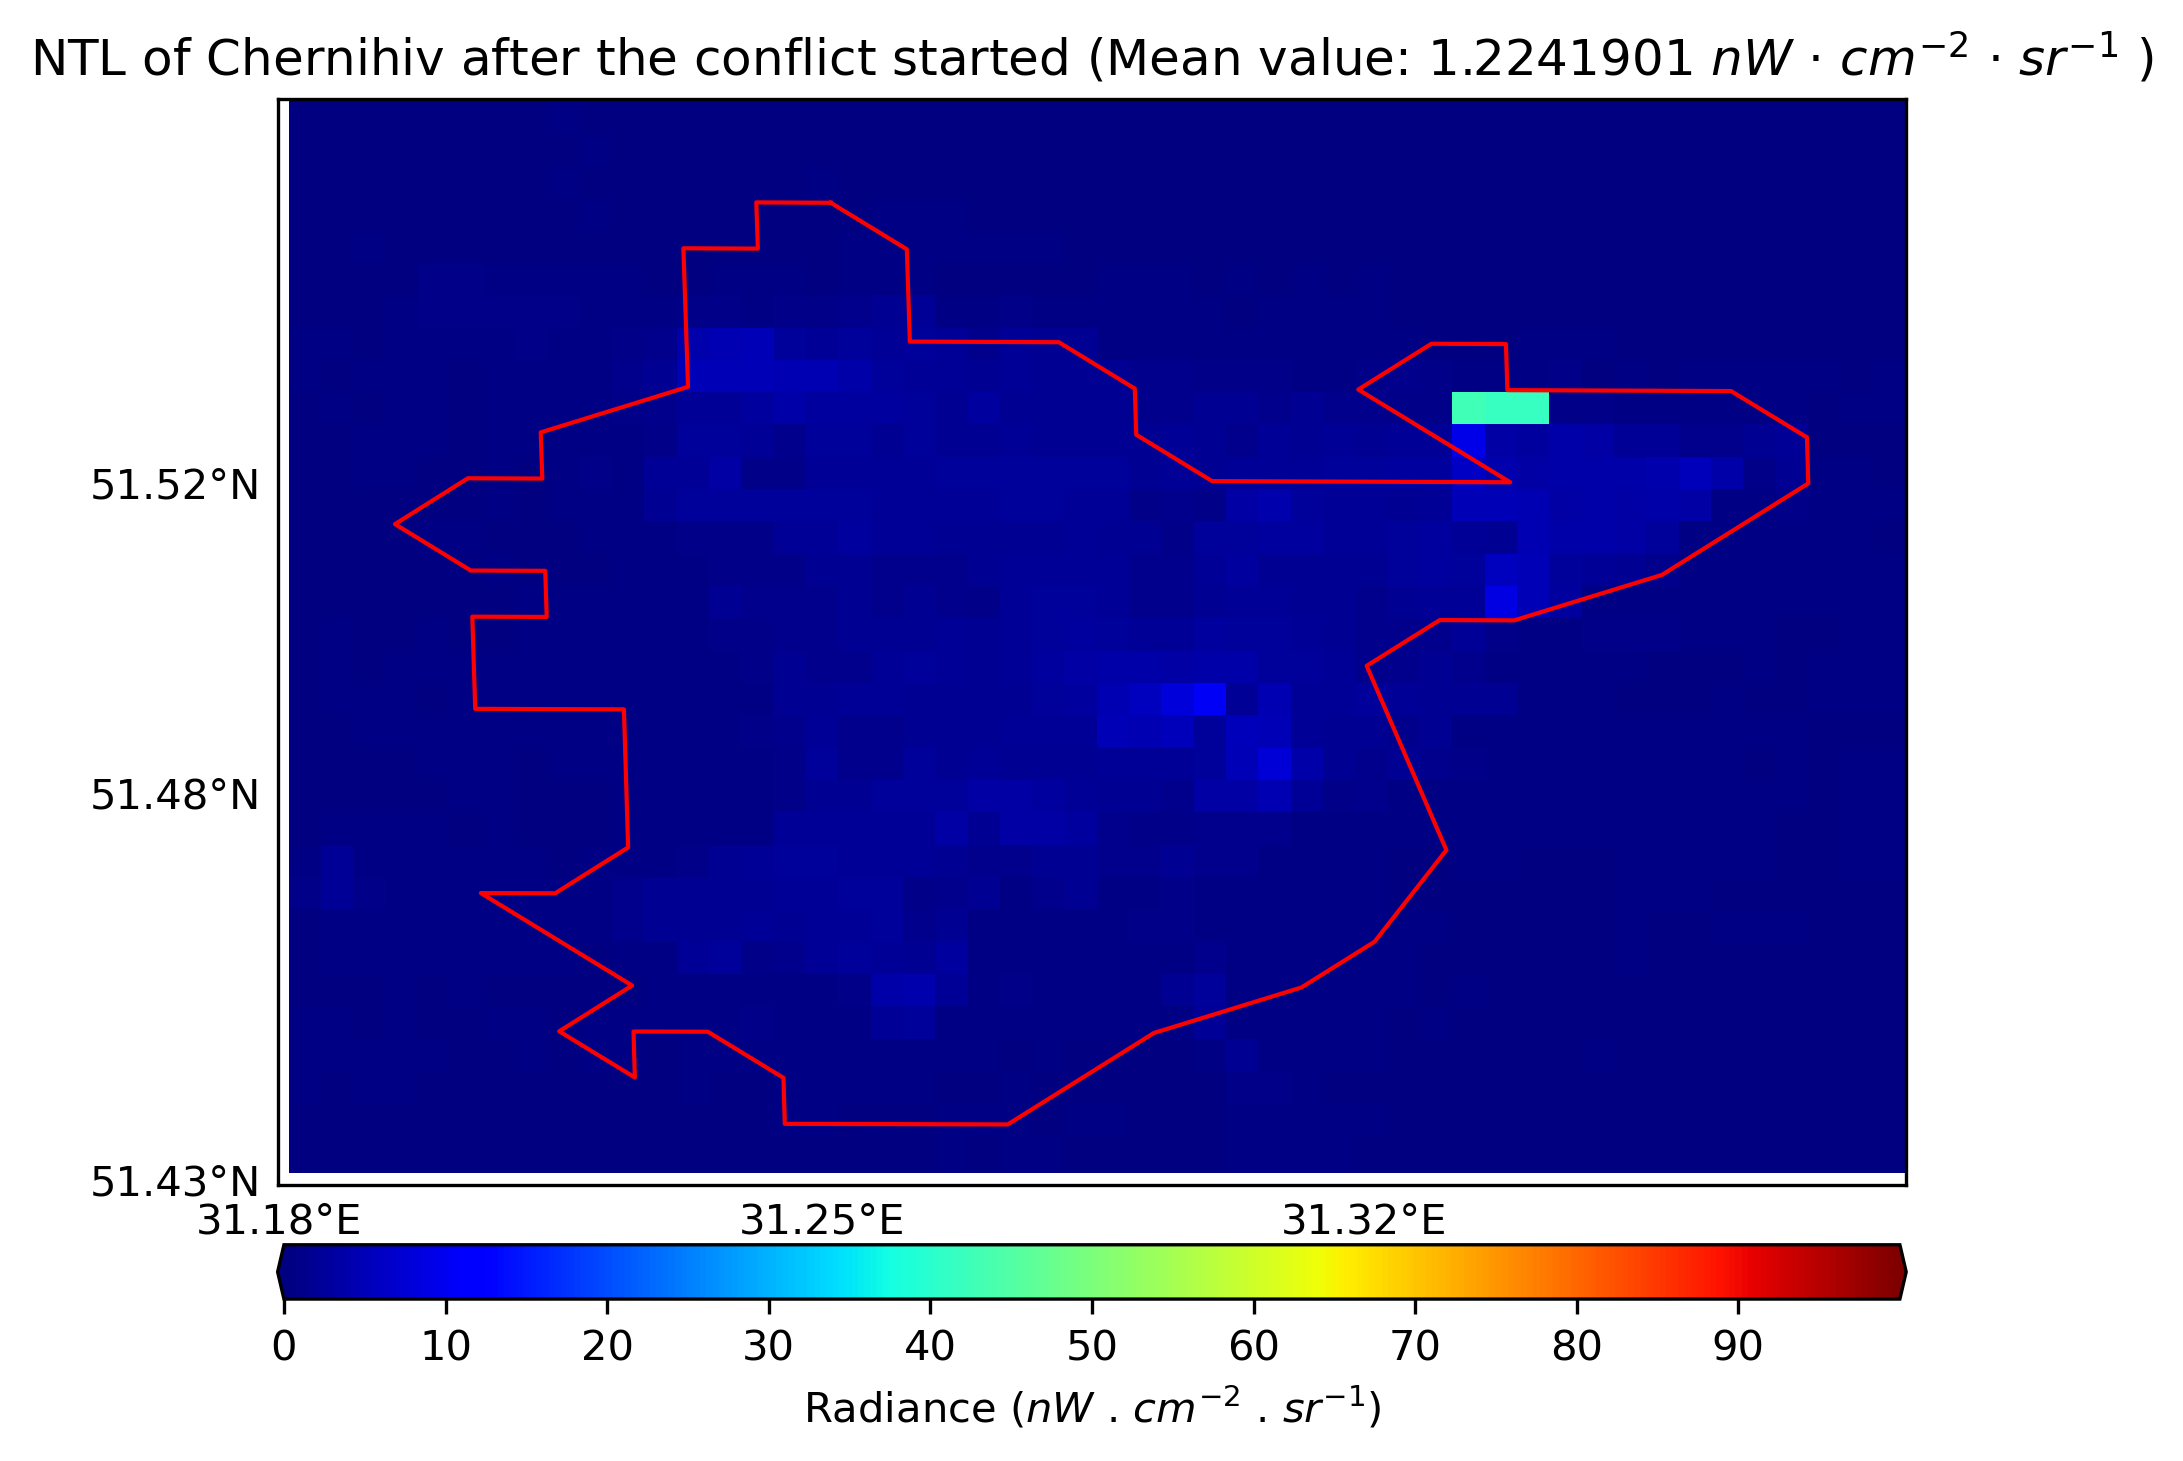 NTL of Chernihiv after the conflict started (Mean value: 1.2241901 nW · cm⁻² · sr⁻¹ )
51.52°N
51.48°N
51.43°N
31.18°E 31.25°E 31.32°E
0 10 20 30 40 50 60 70 80 90
Radiance (nW . cm⁻² . sr⁻¹)